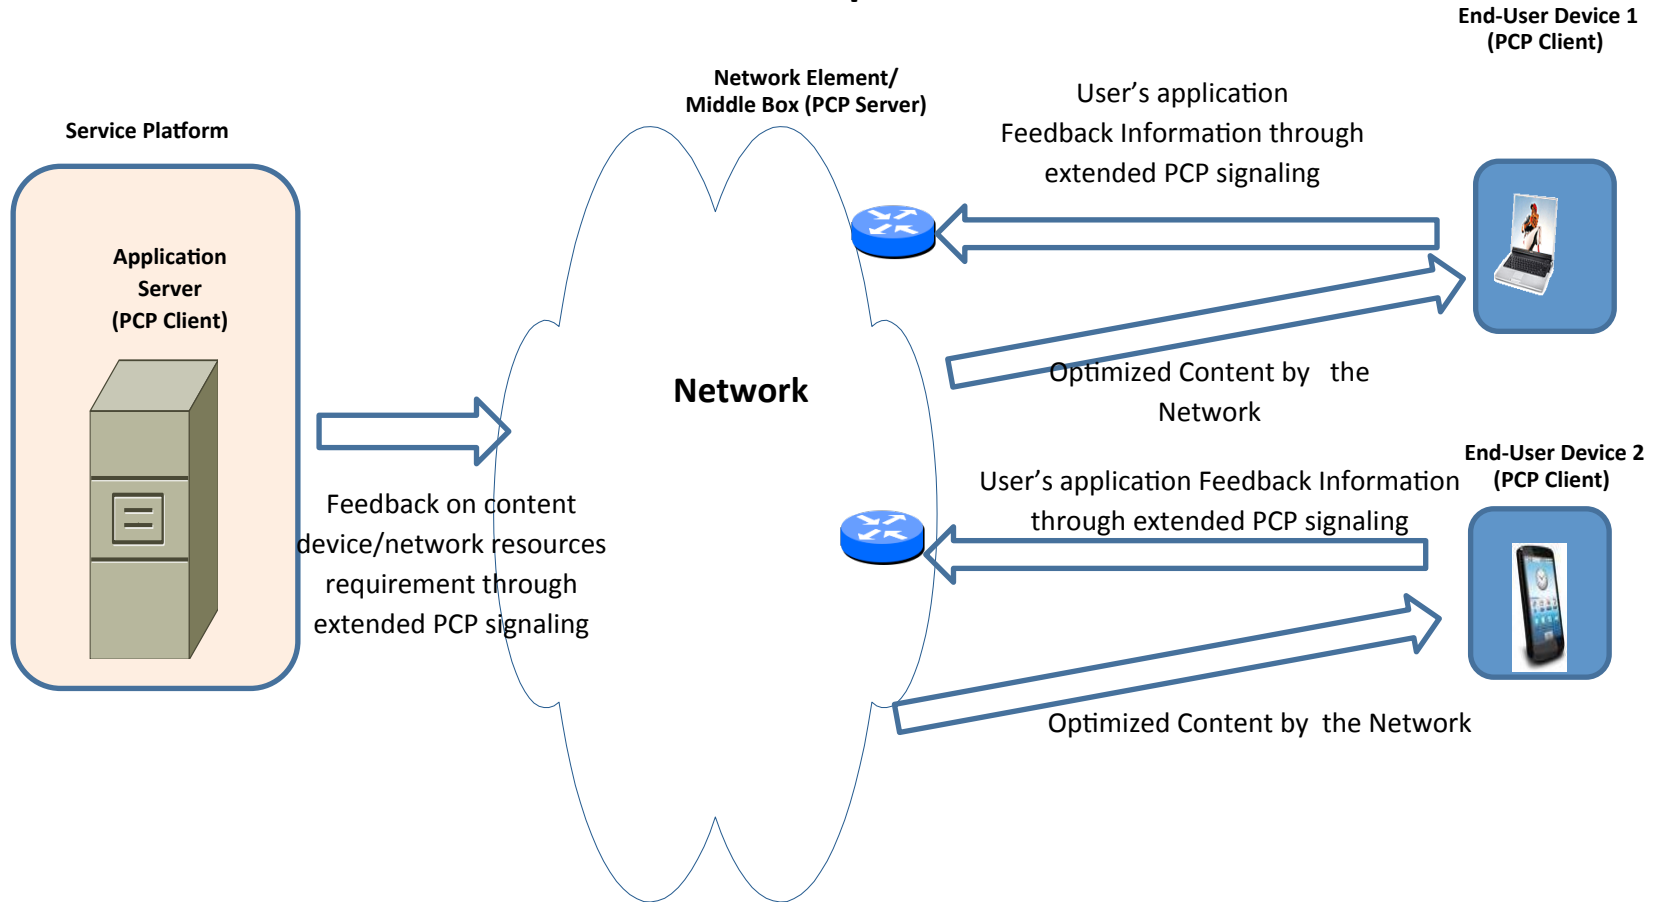 Service Platform
Application
Server
(PCP Client)
Feedback on content
device/network resources
requirement through
extended PCP signaling
Network Element/
Middle Box (PCP Server)
Network
User’s application
Feedback Information through
extended PCP signaling
End-User Device 1
(PCP Client)
Optimized Content by the
Network
User’s application Feedback Information
through extended PCP signaling
End-User Device 2
(PCP Client)
Optimized Content by the Network